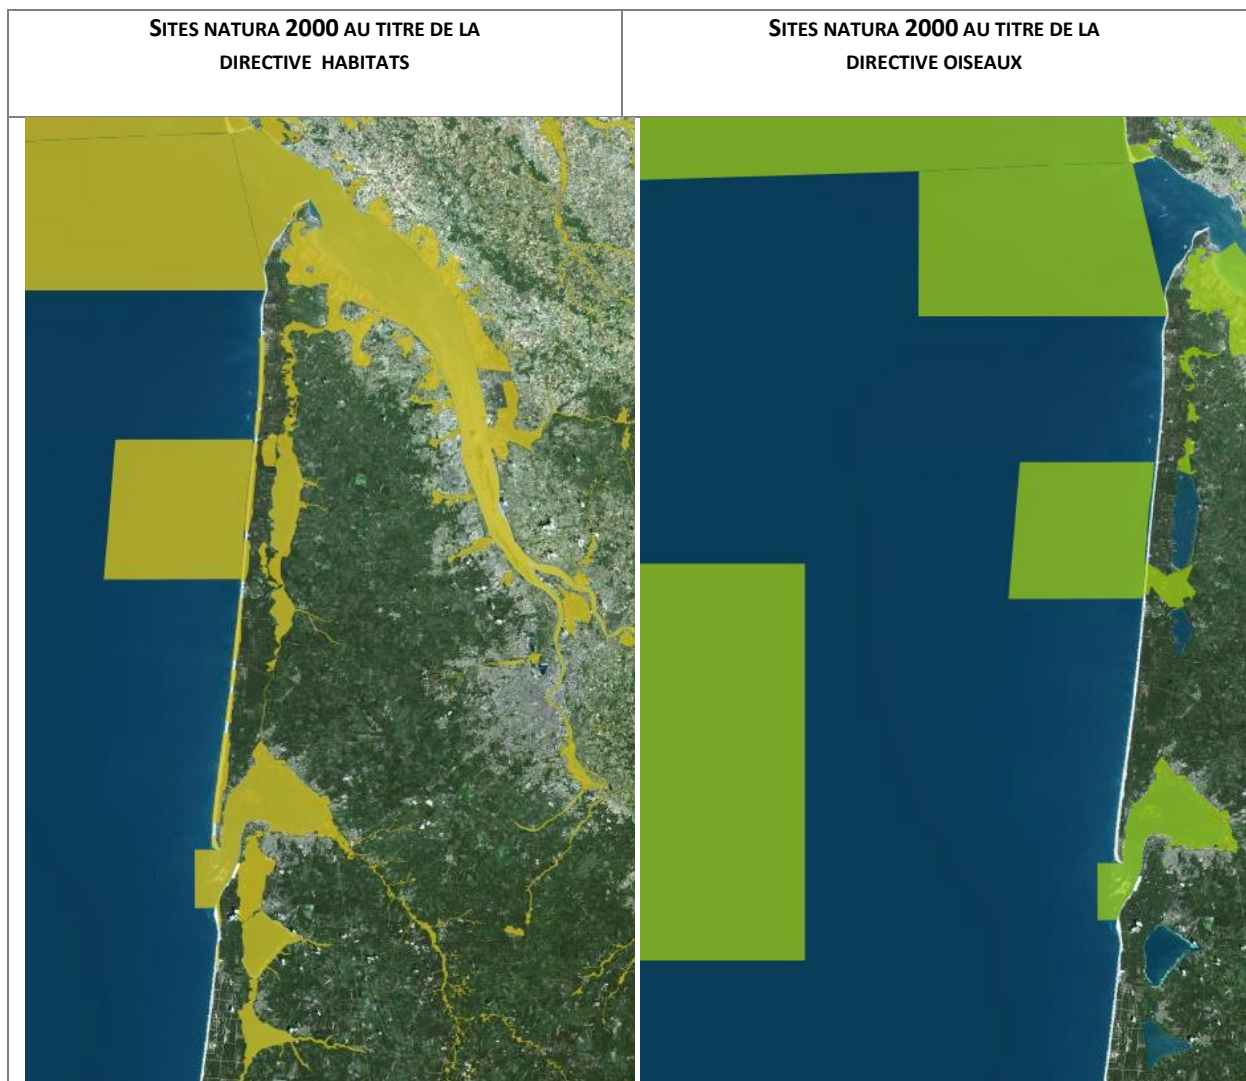 SITES NATURA 2000 AU TITRE DE LA
DIRECTIVE HABITATS
SITES NATURA 2000 AU TITRE DE LA
DIRECTIVE OISEAUX